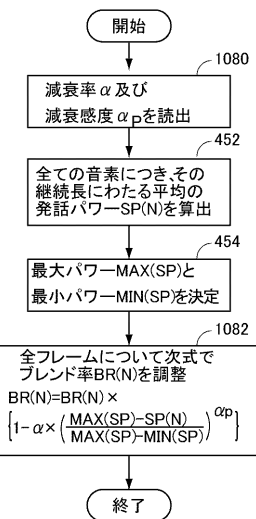 開始
1080
減衰率α及び
減衰感度αPを読出
452
全ての音素につき、その
継続長にわたる平均の
発話パワーSP(N)を算出
454
最大パワーMAX(SP)と
最小パワーMIN(SP)を決定
1082
全フレームについて次式で
ブレンド率BR(N)を調整
BR(N)=BR(N)×
{1-α×(MAX(SP)-SP(N)/MAX(SP)-MIN(SP))^αp}
終了